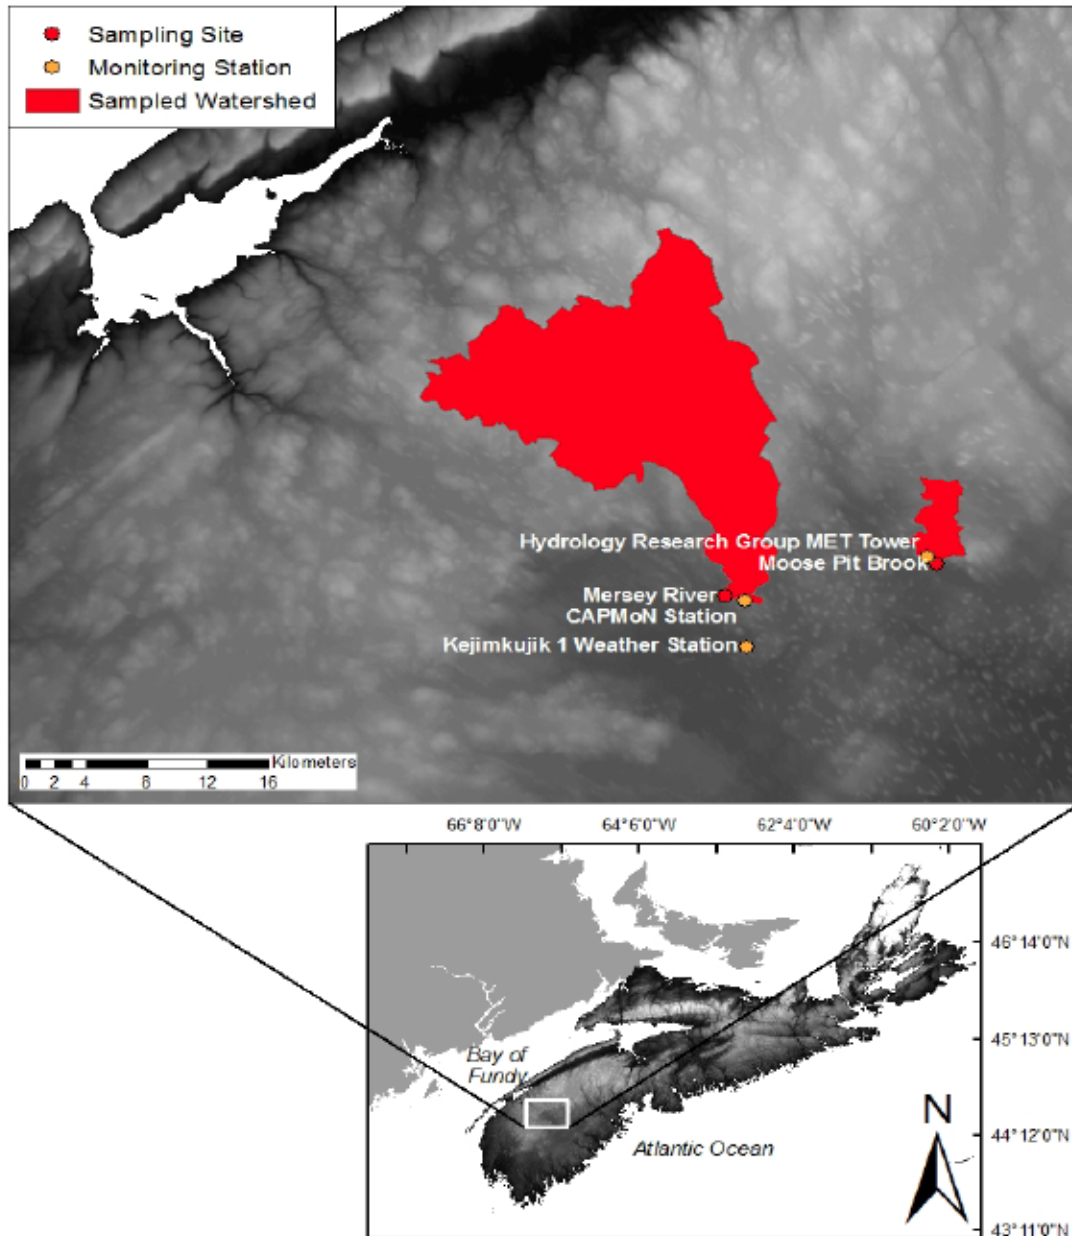 Sampling Site
Monitoring Station
Sampled Watershed
Hydrology Research Group MET Tower
Moose Pit Brook
Mersey River
CAPMoN Station
Kejimkujik 1 Weather Station
Kilometers
0 2 4 8 12 16
66°8'0"W 64°6'0"W 62°4'0"W 60°2'0"W
46°14'0"N
45°13'0"N
Bay of
Fundy
N
44°12'0"N
Atlantic Ocean
43°11'0"N